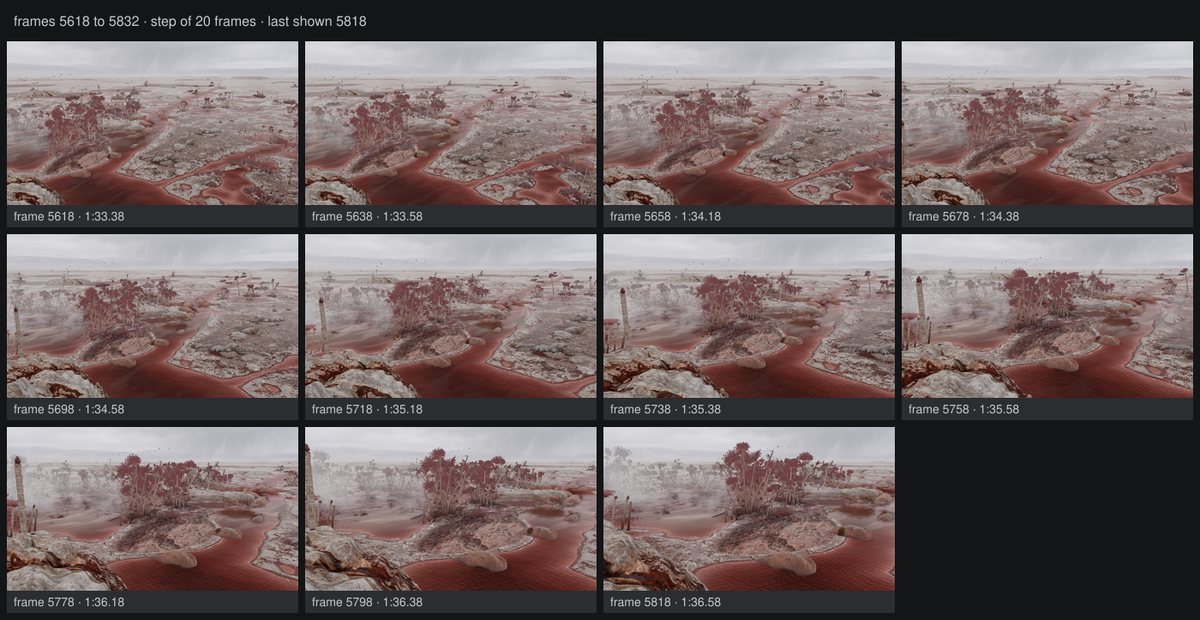 frames 5618 to 5832 · step of 20 frames · last shown 5818
frame 5618 · 1:33.38
frame 5638 · 1:33.58
frame 5658 · 1:34.18
frame 5678 · 1:34.38
frame 5698 · 1:34.58
frame 5718 · 1:35.18
frame 5738 · 1:35.38
frame 5758 · 1:35.58
frame 5778 · 1:36.18
frame 5798 · 1:36.38
frame 5818 · 1:36.58